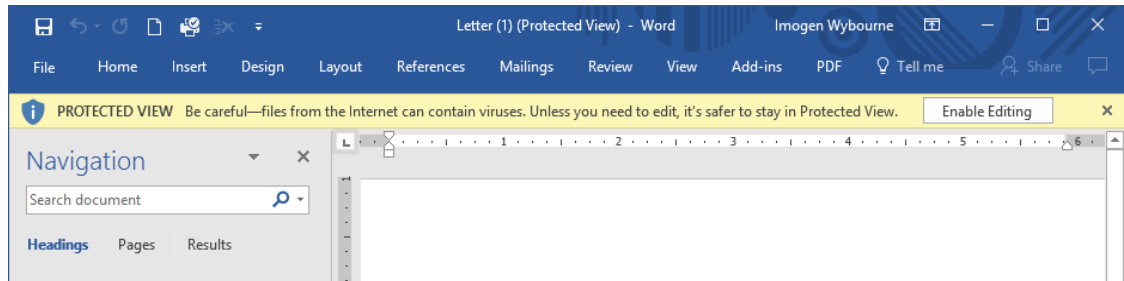 Letter (1) (Protected View) - Word Imogen Wybourne
File Home Insert Design Layout References Mailings Review View Add-ins PDF Tell me Share
PROTECTED VIEW Be careful—files from the Internet can contain viruses. Unless you need to edit, it's safer to stay in Protected View. Enable Editing
Navigation
Search document
Headings Pages Results
1 2 3 4 5 6
1